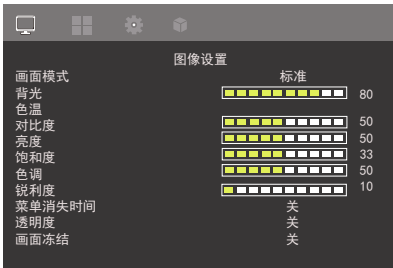 图像设置
画面模式 标准
背光 80
色温
对比度 50
亮度 50
饱和度 33
色调 50
锐利度 10
菜单消失时间 关
透明度 关
画面冻结 关